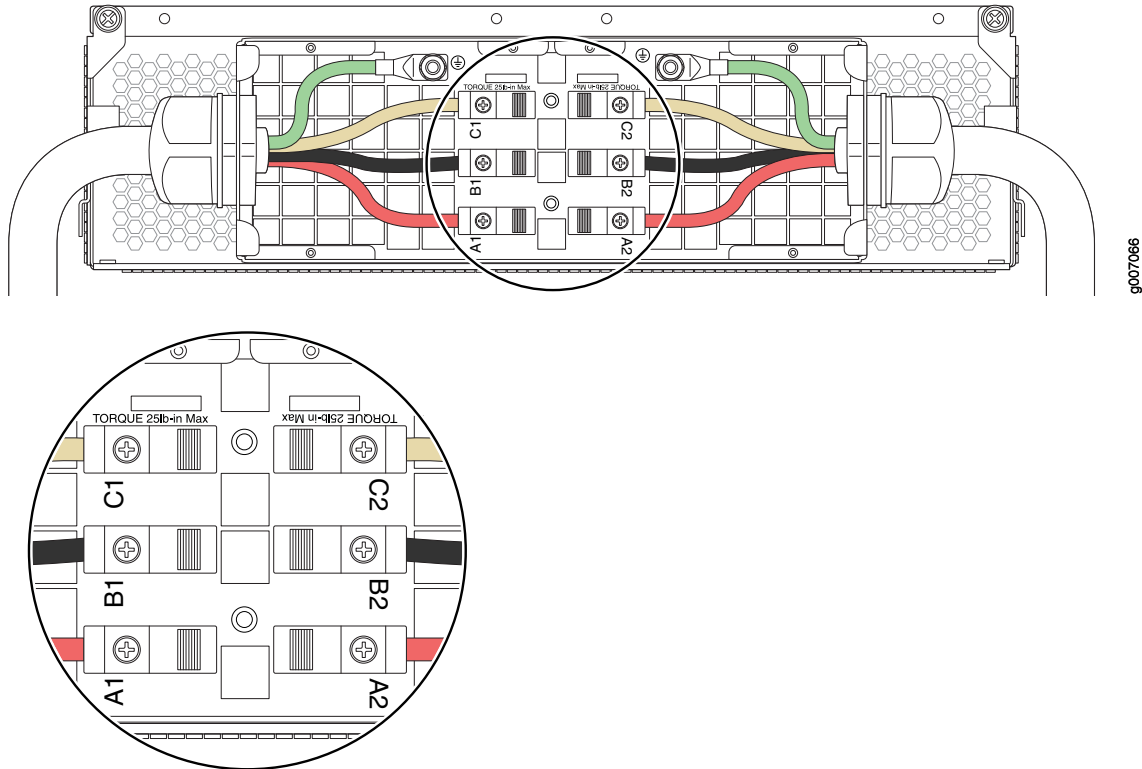 TORQUE 25lb-in Max
TORQUE 25lb-in Max
C1
C2
B1
B2
A1
A2
g007066
TORQUE 25lb-in Max
TORQUE 25lb-in Max
C1
C2
B1
B2
A1
A2